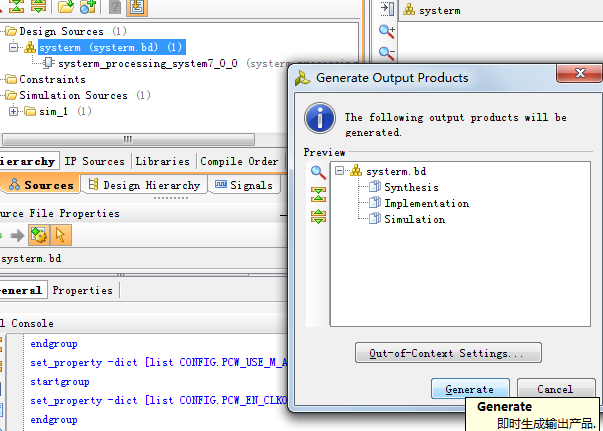 Design Sources (1)
systerm (systerm.bd) (1)
systerm_processing_system7_0_0
Constraints
Simulation Sources (2)
sim_1 (1)
Hierarchy IP Sources Libraries Compile Order
Sources Design Hierarchy Signals
ource File Properties
systerm.bd
General Properties
l Console
endgroup
set_property -dict [list CONFIG.PCW_USE_M_A
startgroup
set_property -dict [list CONFIG.PCW_EN_CLKO
endgroup
systerm
Generate Output Products
The following output products will be
generated.
Preview
systerm.bd
Synthesis
Implementation
Simulation
Out-of-Context Settings...
Generate Cancel
Generate
即时生成输出产品.